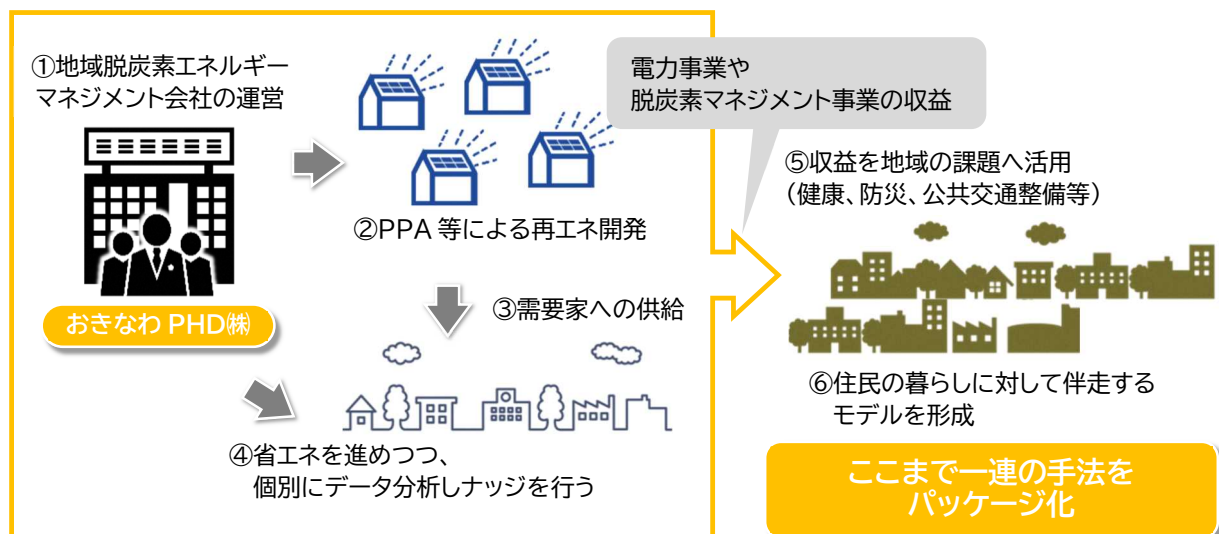 ①地域脱炭素エネルギー
マネジメント会社の運営
おきなわ PHD㈱
②PPA 等による再エネ開発
③需要家への供給
④省エネを進めつつ、
個別にデータ分析しナッジを行う
電力事業や
脱炭素マネジメント事業の収益
⑤収益を地域の課題へ活用
（健康、防災、公共交通整備等）
⑥住民の暮らしに対して伴走する
モデルを形成
ここまで一連の手法を
パッケージ化